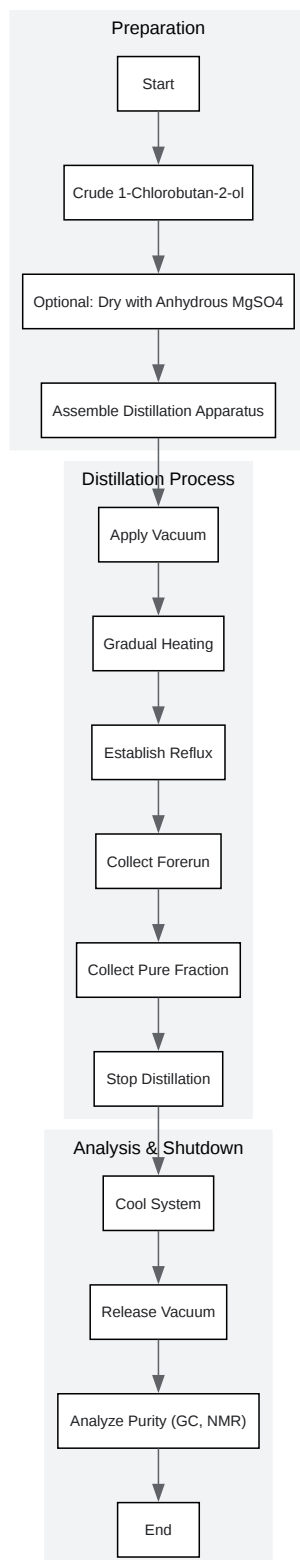 Preparation
Start
Crude 1-Chlorobutan-2-ol
Optional: Dry with Anhydrous MgSO4
Assemble Distillation Apparatus
Distillation Process
Apply Vacuum
Gradual Heating
Establish Reflux
Collect Forerun
Collect Pure Fraction
Stop Distillation
Analysis & Shutdown
Cool System
Release Vacuum
Analyze Purity (GC, NMR)
End